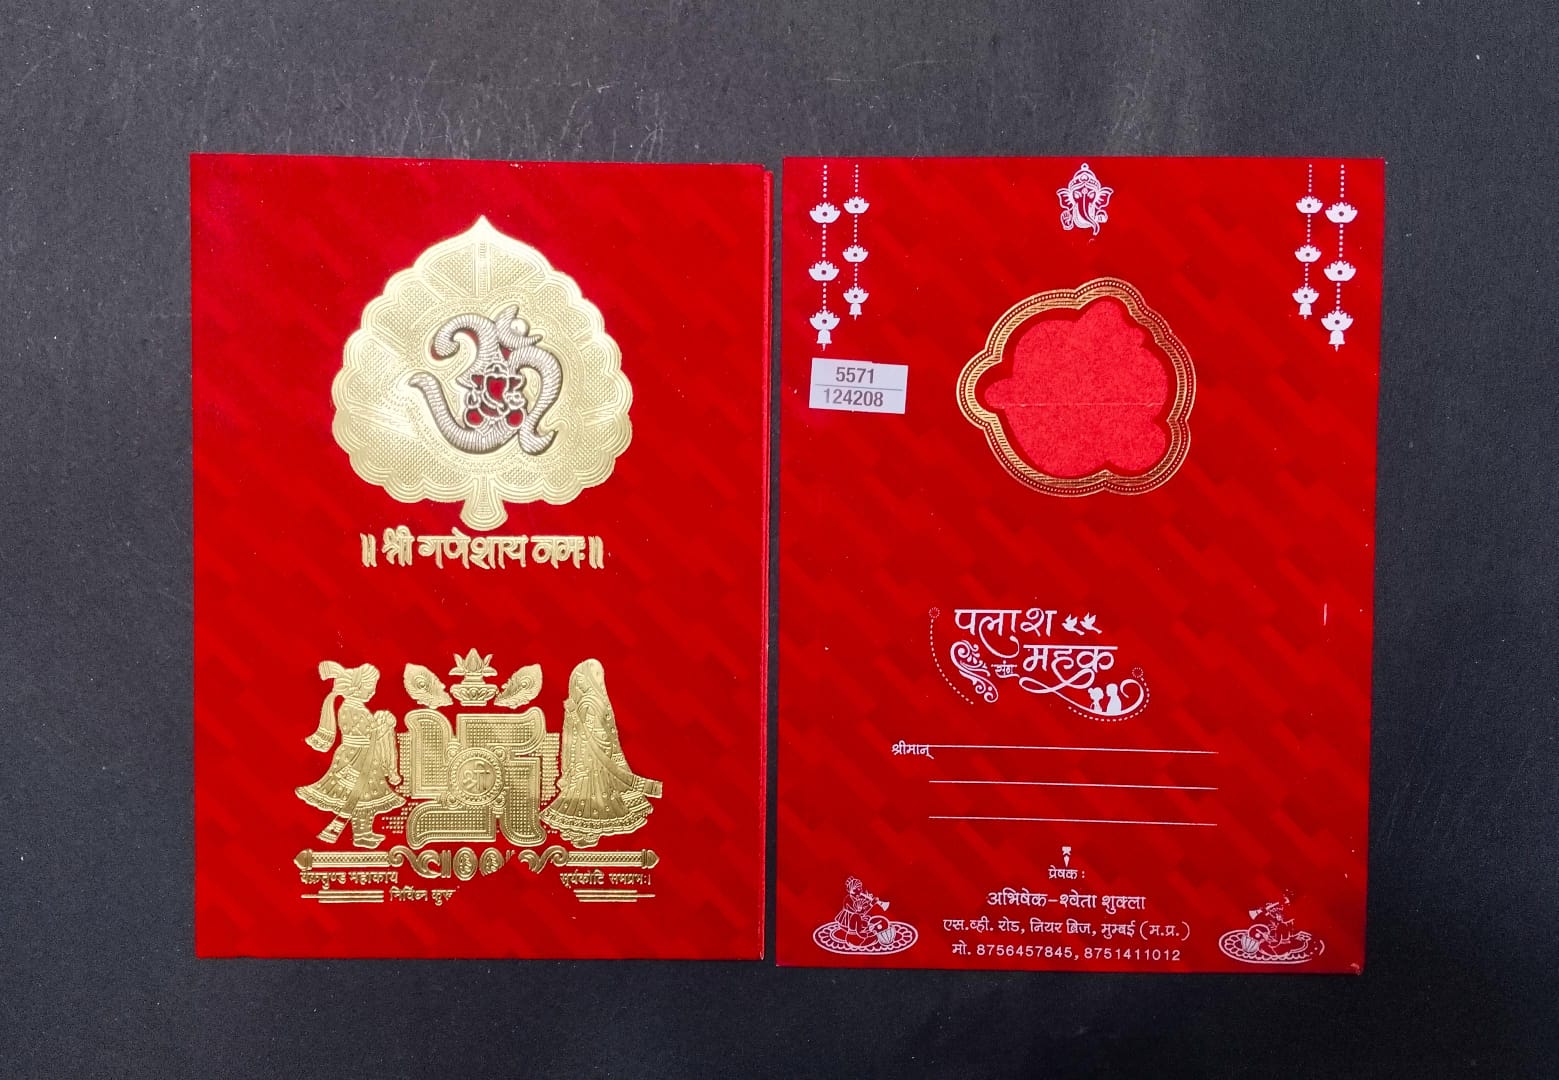 ॥ श्री गणेशाय नमः॥
श्री
वक्रतुण्ड महाकाय
सूर्यकोटि समप्रभः।
निर्विघ्न कुरु
5571
124208
पलाश
संग महक
श्रीमान्
प्रेषक :
अभिषेक-श्वेता शुक्ला
एस.व्ही. रोड, नियर ब्रिज, मुम्बई (म.प्र.)
मो. 8756457845, 8751411012